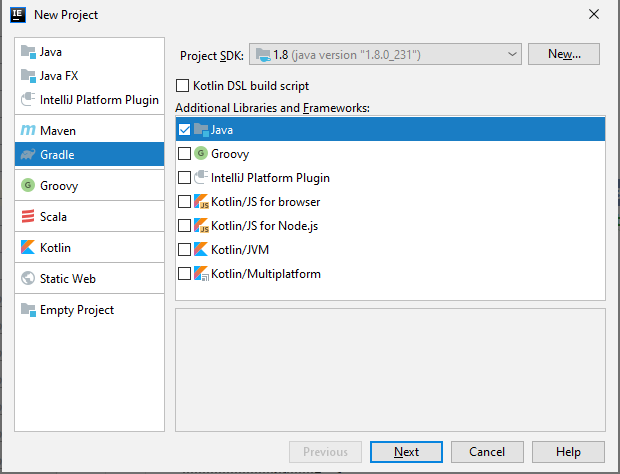 New Project
Java
Java FX
IntelliJ Platform Plugin
Maven
Gradle
Groovy
Scala
Kotlin
Static Web
Empty Project
Project SDK: 1.8 (java version "1.8.0_231") New...
Kotlin DSL build script
Additional Libraries and Frameworks:
Java
Groovy
IntelliJ Platform Plugin
Kotlin/JS for browser
Kotlin/JS for Node.js
Kotlin/JVM
Kotlin/Multiplatform
Previous Next Cancel Help